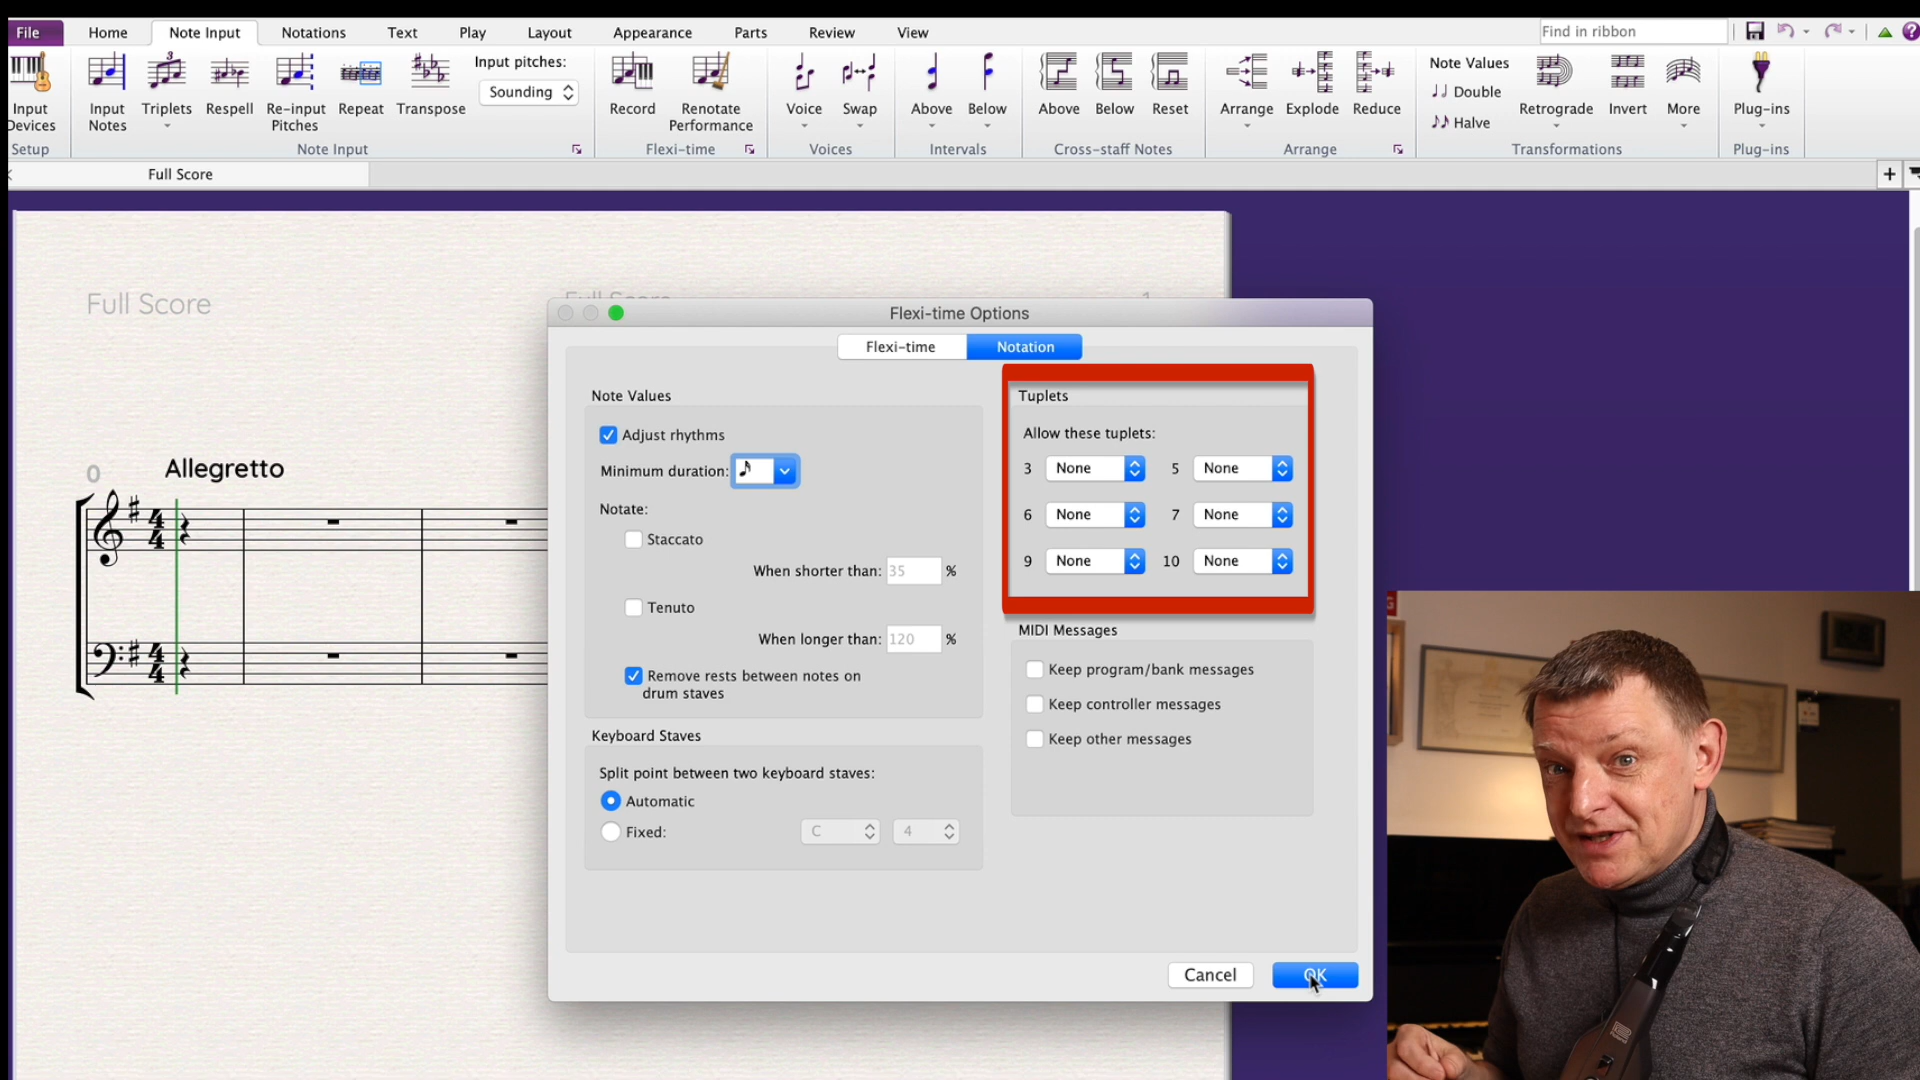 File Home Note Input Notations Text Play Layout Appearance Parts Review View Find in ribbon ?
Input Devices
Input Notes
Triplets
Respell
Re-input Pitches
Repeat
Transpose
Input pitches:
Sounding
Record
Renotate Performance
Voice
Swap
Above
Below
Above
Below
Reset
Arrange
Explode
Reduce
Note Values
Double
Halve
Retrograde
Invert
More
Plug-ins
Setup
Note Input
Flexi-time
Voices
Intervals
Cross-staff Notes
Arrange
Transformations
Plug-ins
Full Score +
Full Score
Full Score 1
Flexi-time Options
Flexi-time Notation
Note Values
Adjust rhythms
Minimum duration:
Notate:
Staccato
When shorter than: 35 %
Tenuto
When longer than: 120 %
Remove rests between notes on
drum staves
Keyboard Staves
Split point between two keyboard staves:
Automatic
Fixed: C 4
Tuplets
Allow these tuplets:
3 None 5 None
6 None 7 None
9 None 10 None
MIDI Messages
Keep program/bank messages
Keep controller messages
Keep other messages
Cancel OK
0 Allegretto
4
4
4
4